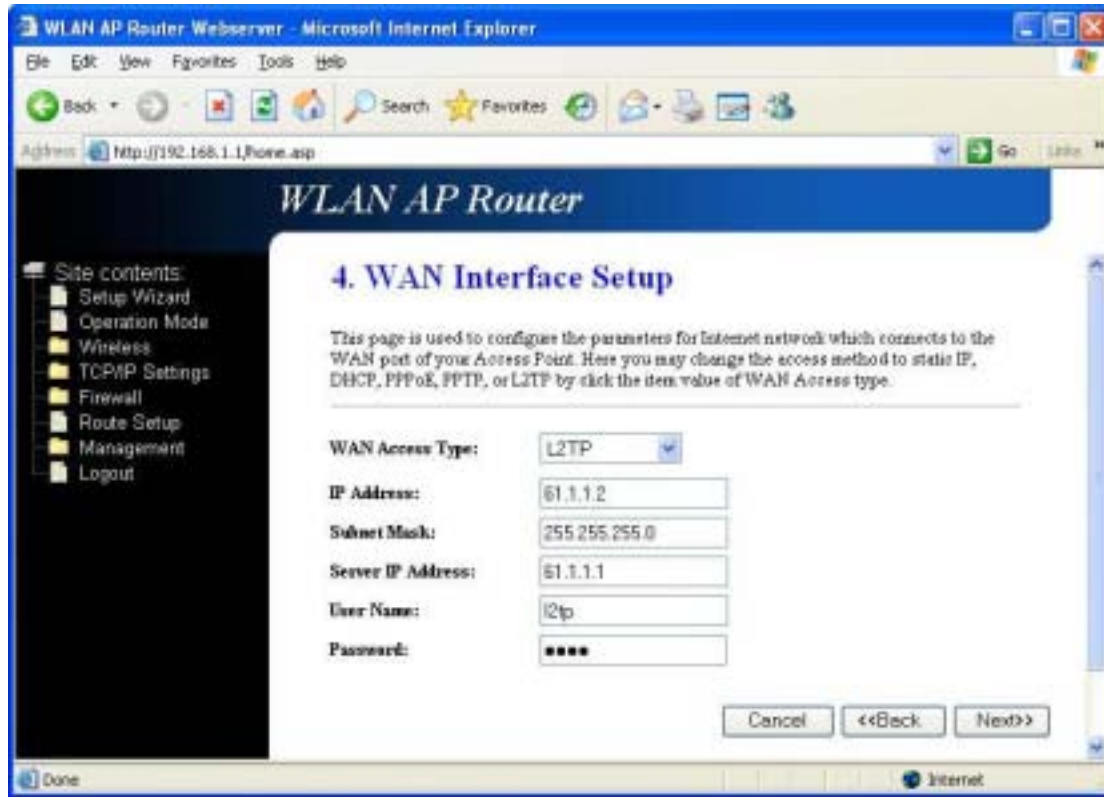 WLAN AP Router Webserver - Microsoft Internet Explorer
File Edit View Favorites Tools Help
Back Search Favorites
Address http://192.168.1.1/home.asp Go Links »
WLAN AP Router
Site contents:
Setup Wizard
Operation Mode
Wireless
TCP/IP Settings
Firewall
Route Setup
Management
Logout
4. WAN Interface Setup
This page is used to configure the parameters for Internet network which connects to the
WAN port of your Access Point. Here you may change the access method to static IP,
DHCP, PPPoE, PPTP, or L2TP by click the item value of WAN Access type.
WAN Access Type: L2TP
IP Address: 61.1.1.2
Subnet Mask: 255.255.255.0
Server IP Address: 61.1.1.1
User Name: l2tp
Password: ●●●●
Cancel <<Back Next>>
Done Internet